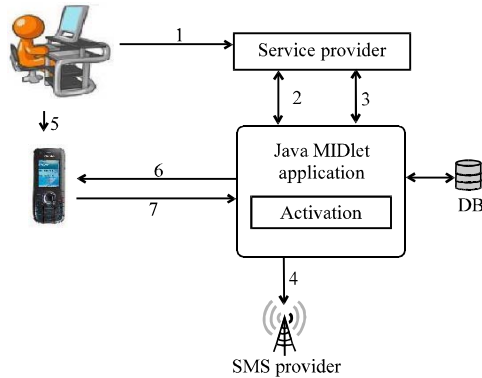 1
Service provider
2
3
5
Java MIDlet
application
6
7
Activation
DB
4
SMS provider